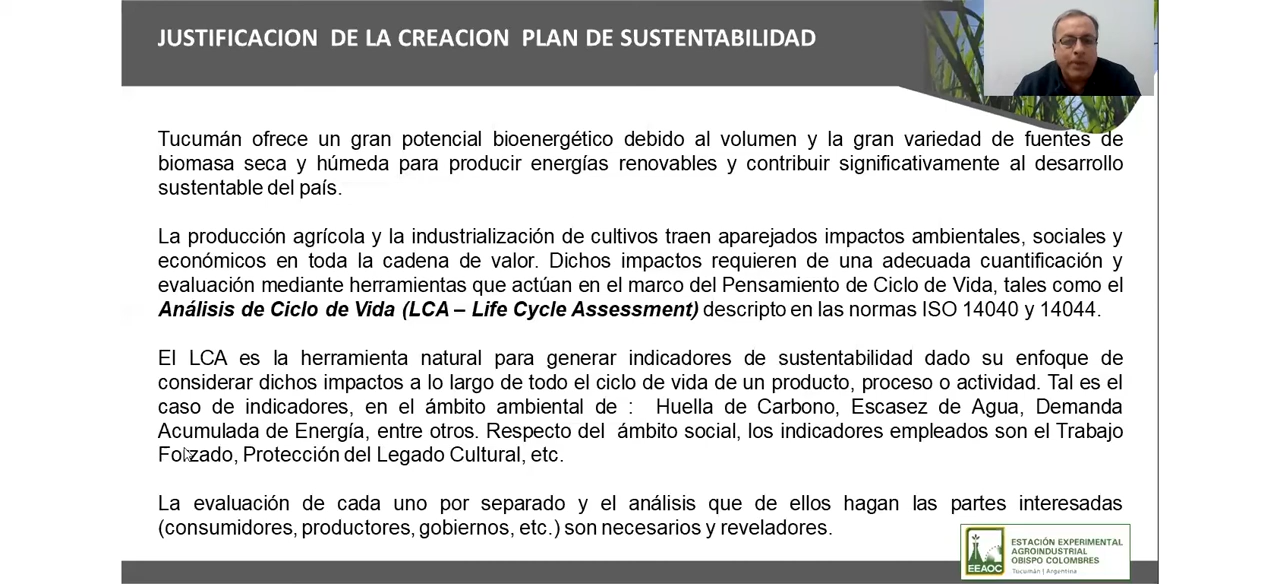 JUSTIFICACION DE LA CREACION PLAN DE SUSTENTABILIDAD
Tucumán ofrece un gran potencial bioenergético debido al volumen y la gran variedad de fuentes de
biomasa seca y húmeda para producir energías renovables y contribuir significativamente al desarrollo
sustentable del país.
La producción agrícola y la industrialización de cultivos traen aparejados impactos ambientales, sociales y
económicos en toda la cadena de valor. Dichos impactos requieren de una adecuada cuantificación y
evaluación mediante herramientas que actúan en el marco del Pensamiento de Ciclo de Vida, tales como el
Análisis de Ciclo de Vida (LCA – Life Cycle Assessment) descripto en las normas ISO 14040 y 14044.
El LCA es la herramienta natural para generar indicadores de sustentabilidad dado su enfoque de
considerar dichos impactos a lo largo de todo el ciclo de vida de un producto, proceso o actividad. Tal es el
caso de indicadores, en el ámbito ambiental de : Huella de Carbono, Escasez de Agua, Demanda
Acumulada de Energía, entre otros. Respecto del ámbito social, los indicadores empleados son el Trabajo
Forzado, Protección del Legado Cultural, etc.
La evaluación de cada uno por separado y el análisis que de ellos hagan las partes interesadas
(consumidores, productores, gobiernos, etc.) son necesarios y reveladores.
EEAOC
ESTACIÓN EXPERIMENTAL
AGROINDUSTRIAL
OBISPO COLOMBRES
Tucumán | Argentina